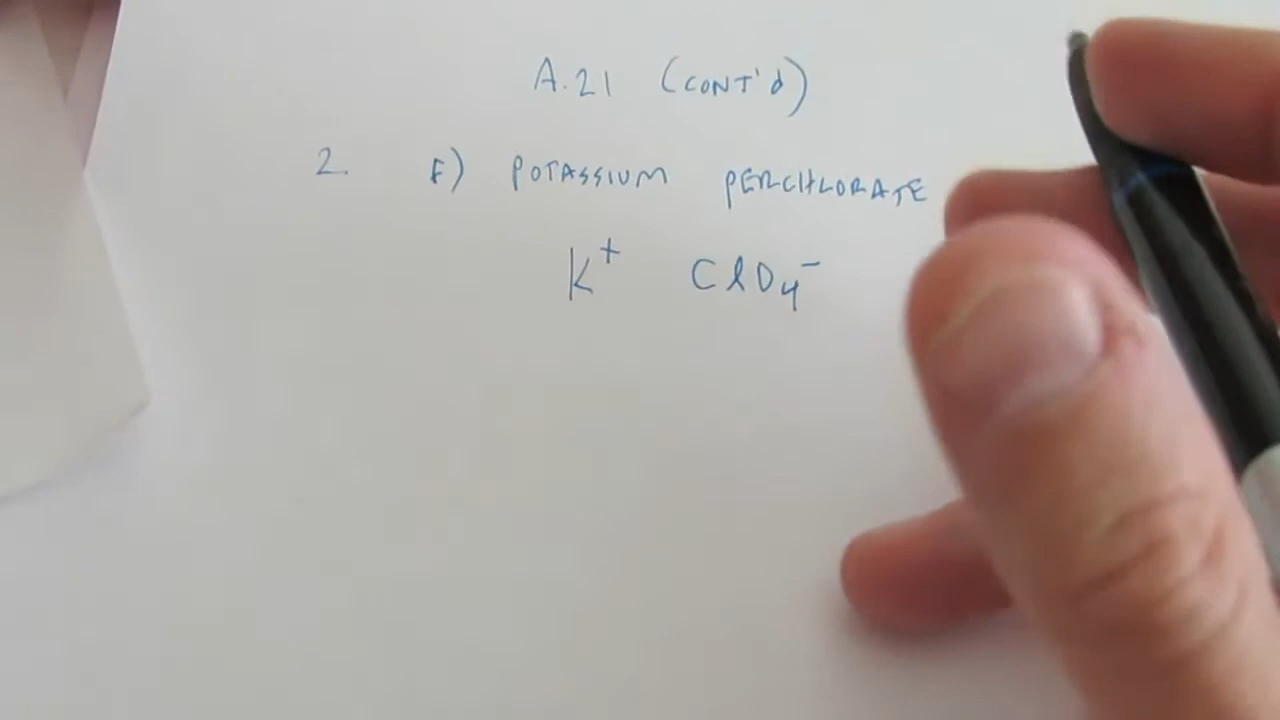 A.21 (CONT'd)
2. F) POTASSIUM PERCHLORATE
K⁺ ClO₄⁻